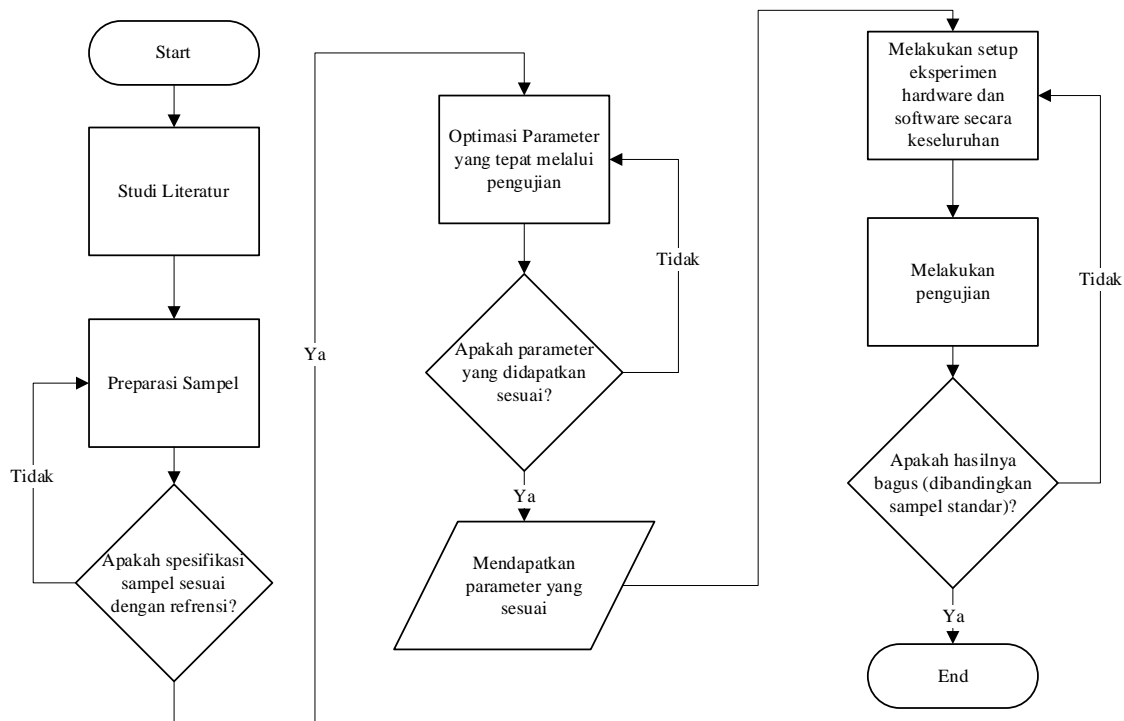 Start
Studi Literatur
Preparasi Sampel
Tidak
Apakah spesifikasi
sampel sesuai
dengan refrensi?
Ya
Optimasi Parameter
yang tepat melalui
pengujian
Tidak
Apakah parameter
yang didapatkan
sesuai?
Ya
Mendapatkan
parameter yang
sesuai
Melakukan setup
eksperimen
hardware dan
software secara
keseluruhan
Melakukan
pengujian
Tidak
Apakah hasilnya
bagus (dibandingkan
sampel standar)?
Ya
End